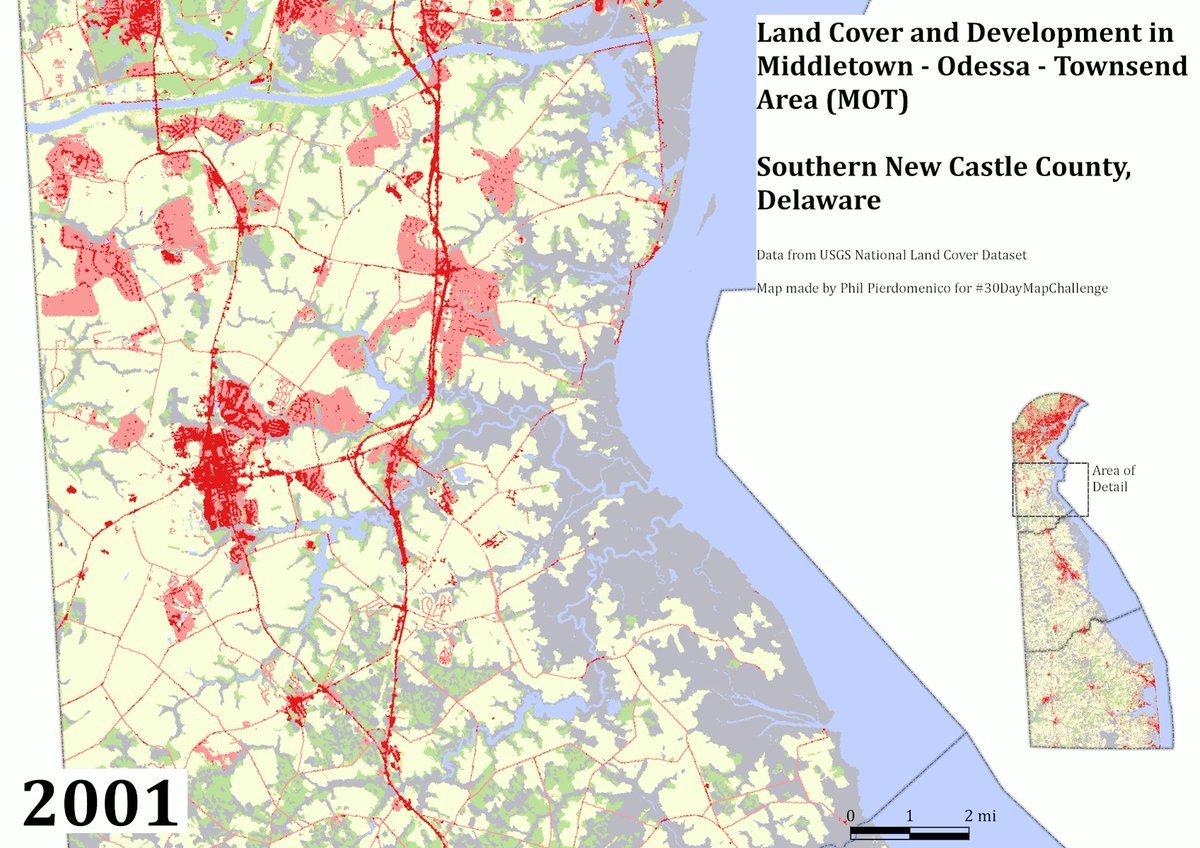 Land Cover and Development in
Middletown - Odessa - Townsend
Area (MOT)
Southern New Castle County,
Delaware
Data from USGS National Land Cover Dataset
Map made by Phil Pierdomenico for #30DayMapChallenge
Area of
Detail
2001
0 1 2 mi